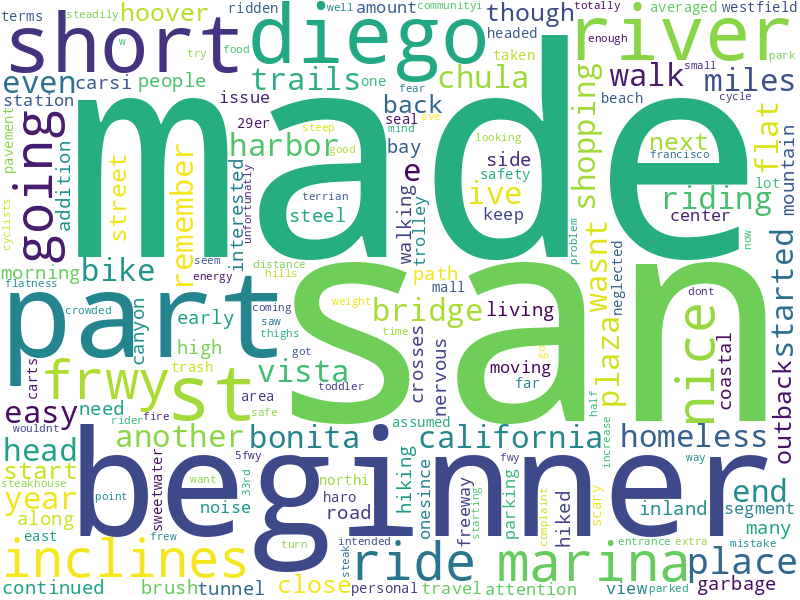 terms
hoover
ridden
well
amount
communityi
though
totally
averaged
westfield
steadily
w
try
food
headed
enough
park
short
diego
river
even
carsi
people
trails
one
fear
taken
chula
walk
small
miles
station
issue
back
ave
beach
cycle
pavement
29er
steep
seal
mind
looking
shopping
made
going
addition
street
remember
harbor
good
bay
e
side
next
flat
mountain
francisco
interested
unfortunatly
terrian
steel
walking
trolley
ive
safety
keep
riding
lot
cyclists
center
problem
now
morning
bike
seem
energy
distance
hills
path
mall
wasnt
neglected
started
flatness
part
san
crowded
canyon
early
coming
saw
weight
bridge
living
plaza
nice
dont
coastal
outback
high
thighs
time
crosses
nervous
moving
go
far
carts
frwy
st
trash
vista
got
area
toddler
half
easy
need
rider
fire
safe
assumed
increase
wouldnt
another
bonita
california
homeless
head
start
beginner
5fwy
northi
hiking
onesince
fwy
way
steakhouse
year
sweetwater
want
33rd
haro
freeway
starting
parking
complaint
hiked
scary
inland
end
segment
point
noise
road
along
many
east
frew
turn
intended
steak
entrance
extra
mistake
inclines
ride
marina
place
continued
brush
tunnel
close
personal
travel
attention
view
parked
garbage